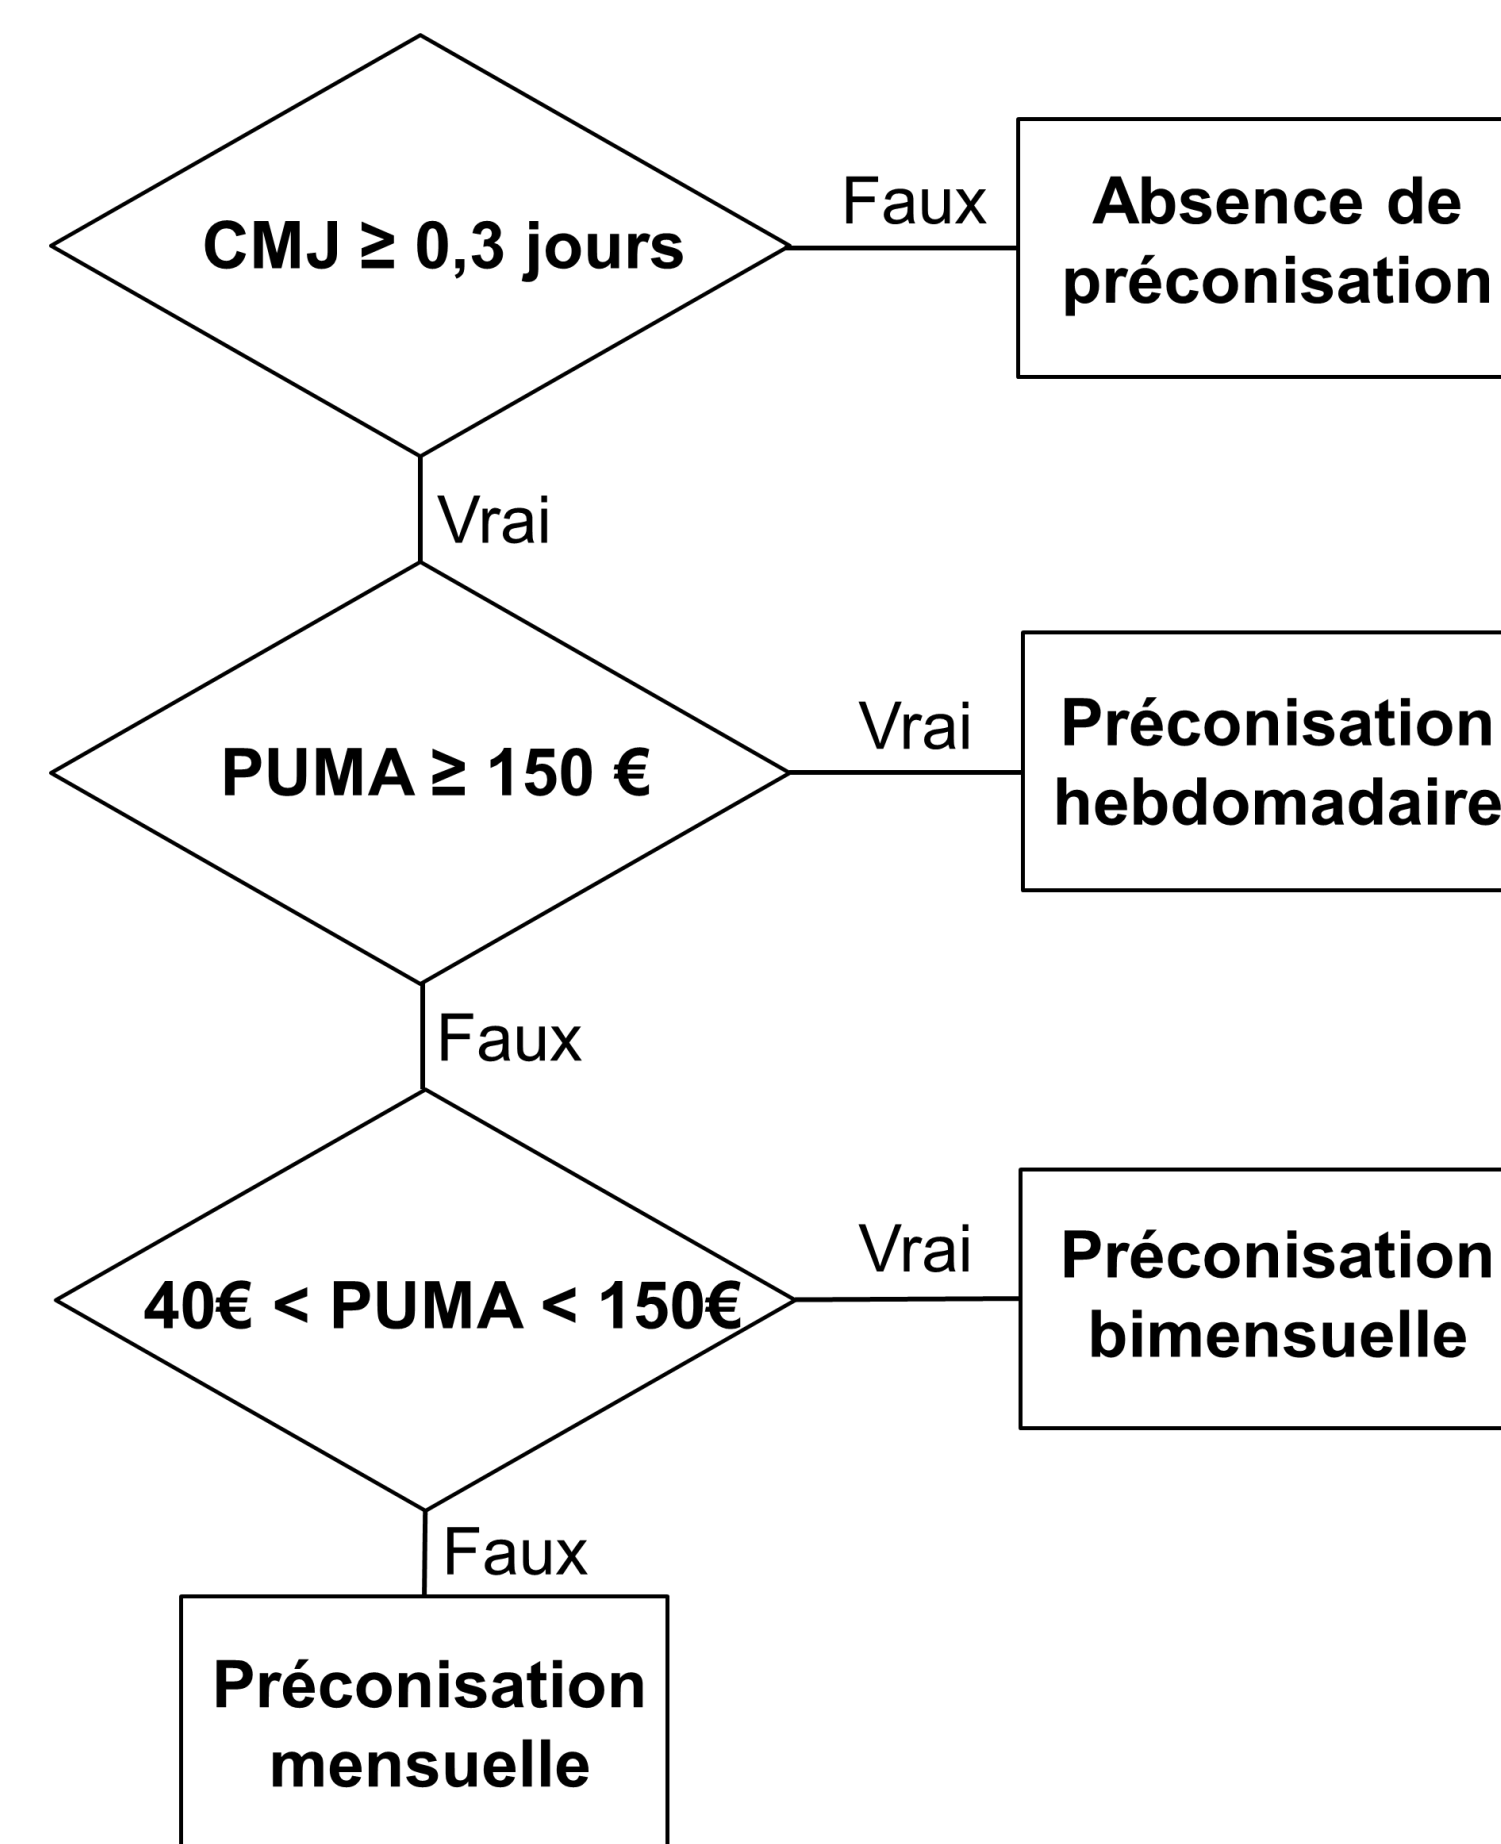 CMJ ≥ 0,3 jours
Faux
Absence de
préconisation
Vrai
PUMA ≥ 150 €
Vrai
Préconisation
hebdomadaire
Faux
40€ < PUMA < 150€
Vrai
Préconisation
bimensuelle
Faux
Préconisation
mensuelle